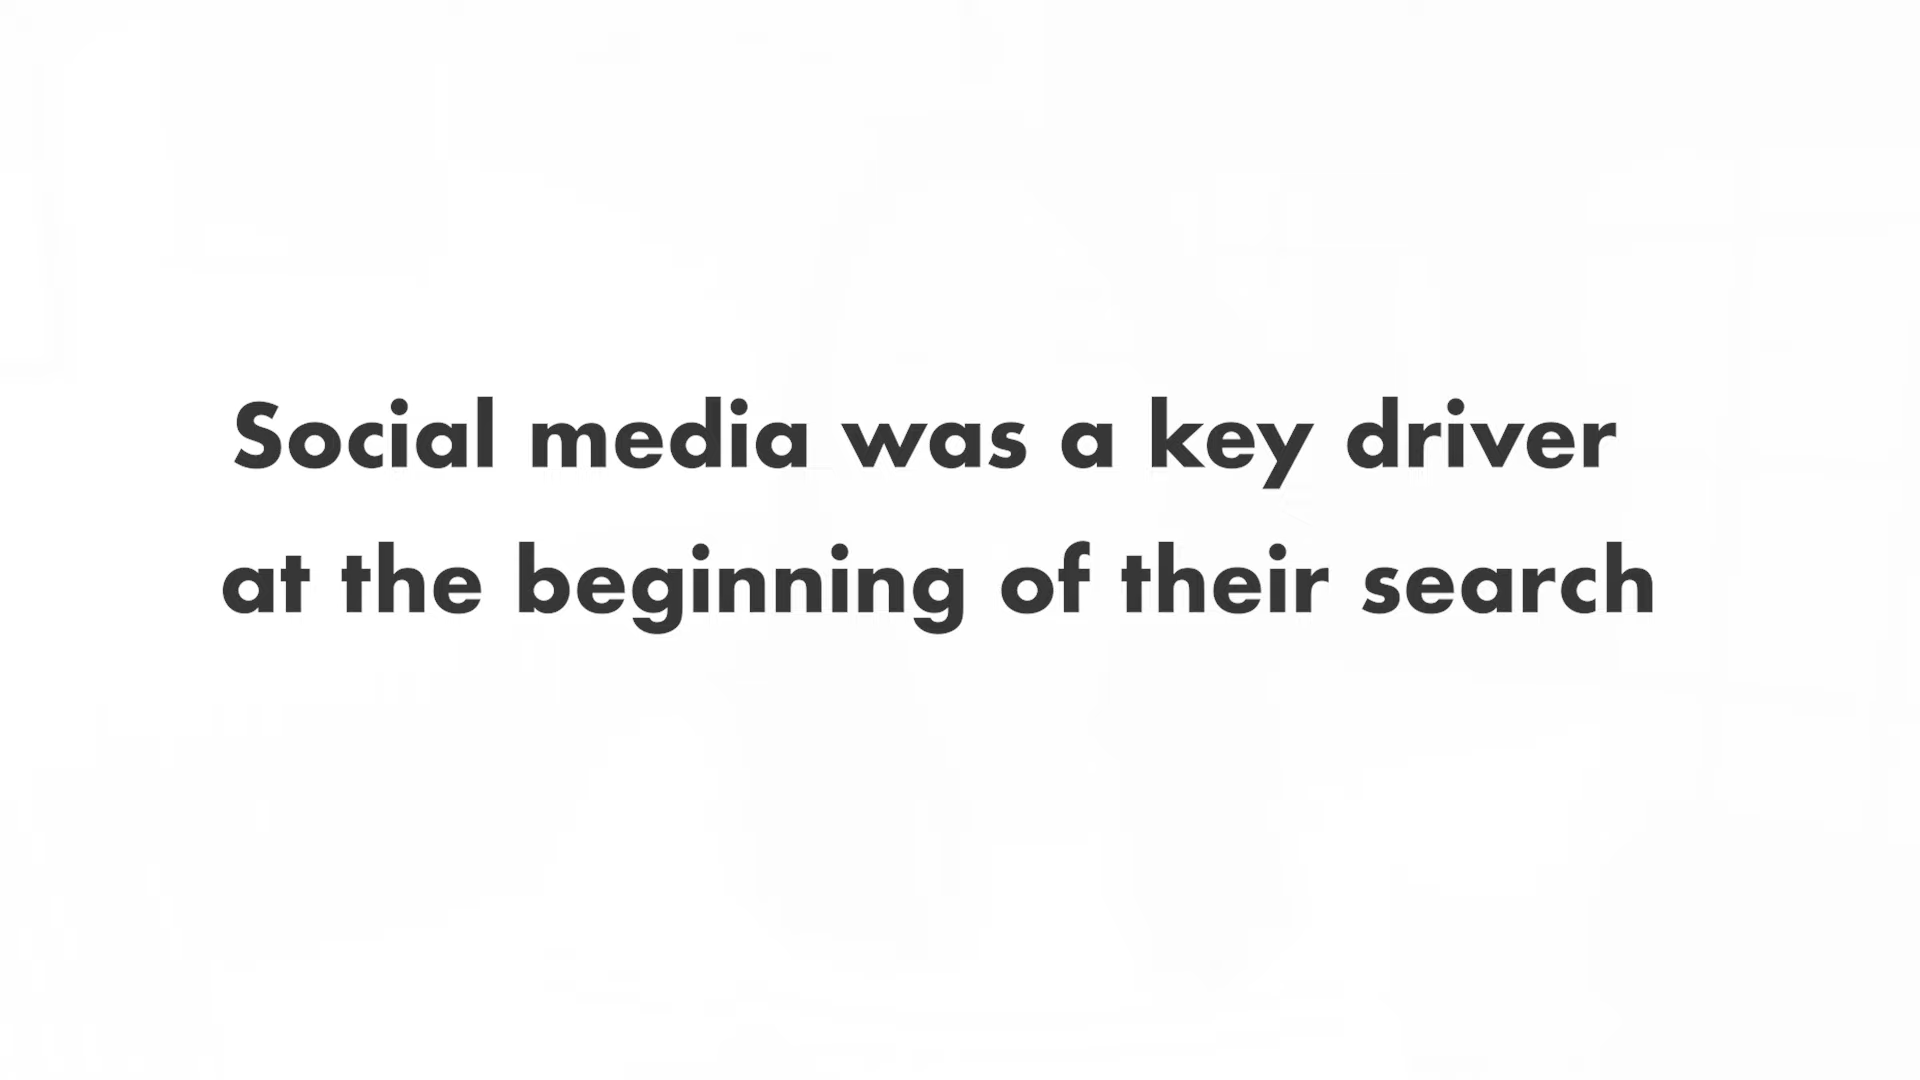 Social media was a key driver
at the beginning of their search